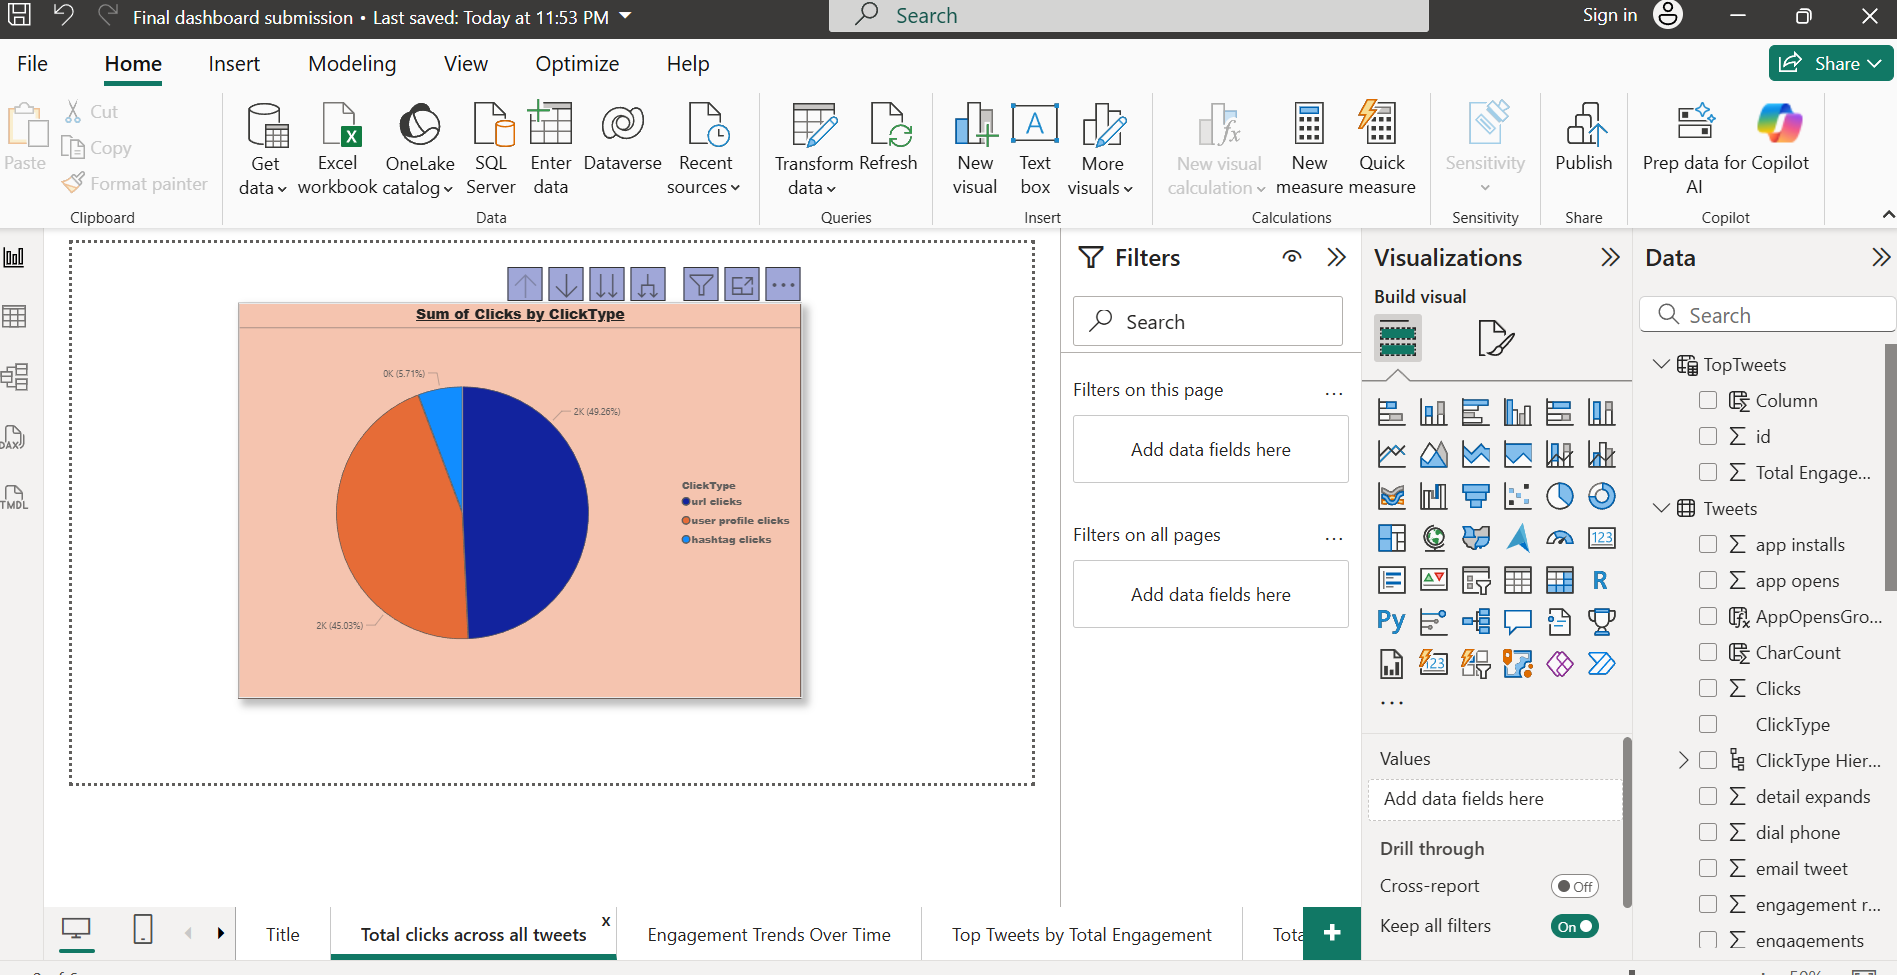 Final dashboard submission • Last saved: Today at 11:53 PM
Search
Sign in
File
Home
Insert
Modeling
View
Optimize
Help
Share
Paste
Cut
Copy
Format painter
Clipboard
Get
data
Excel
workbook
OneLake
catalog
SQL
Server
Enter
data
Dataverse
Recent
sources
Data
Transform
data
Refresh
Queries
New
visual
A
Text
box
More
visuals
Insert
New visual
calculation
New
measure
Quick
measure
Calculations
Sensitivity
Sensitivity
Publish
Share
Prep data for
AI
Copilot
Copilot
DAX
TMDL
Sum of Clicks by ClickType
0K (5.71%)
2K (49.26%)
2K (45.03%)
ClickType
url clicks
user profile clicks
hashtag clicks
Filters
Search
Filters on this page
...
Add data fields here
Filters on all pages
...
Add data fields here
Visualizations
Build visual
123
R
Py
123
...
Values
Add data fields here
Drill through
Cross-report
Off
Keep all filters
On
Data
Search
TopTweets
Column
id
Total Engage...
Tweets
app installs
app opens
AppOpensGro...
CharCount
Clicks
ClickType
ClickType Hier...
detail expands
dial phone
email tweet
engagement r...
engagements
Title
Total clicks across all tweets
x
Engagement Trends Over Time
Top Tweets by Total Engagement
Tota
+